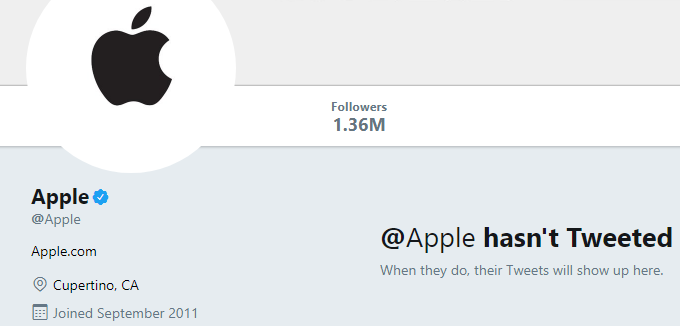 Followers
1.36M
Apple
@Apple
Apple.com
Cupertino, CA
Joined September 2011
@Apple hasn't Tweeted
When they do, their Tweets will show up here.